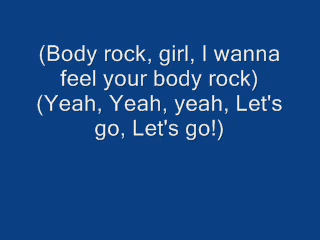 (Body rock, girl, I wanna
feel your body rock)
(Yeah, Yeah, yeah, Let's
go, Let's go!)